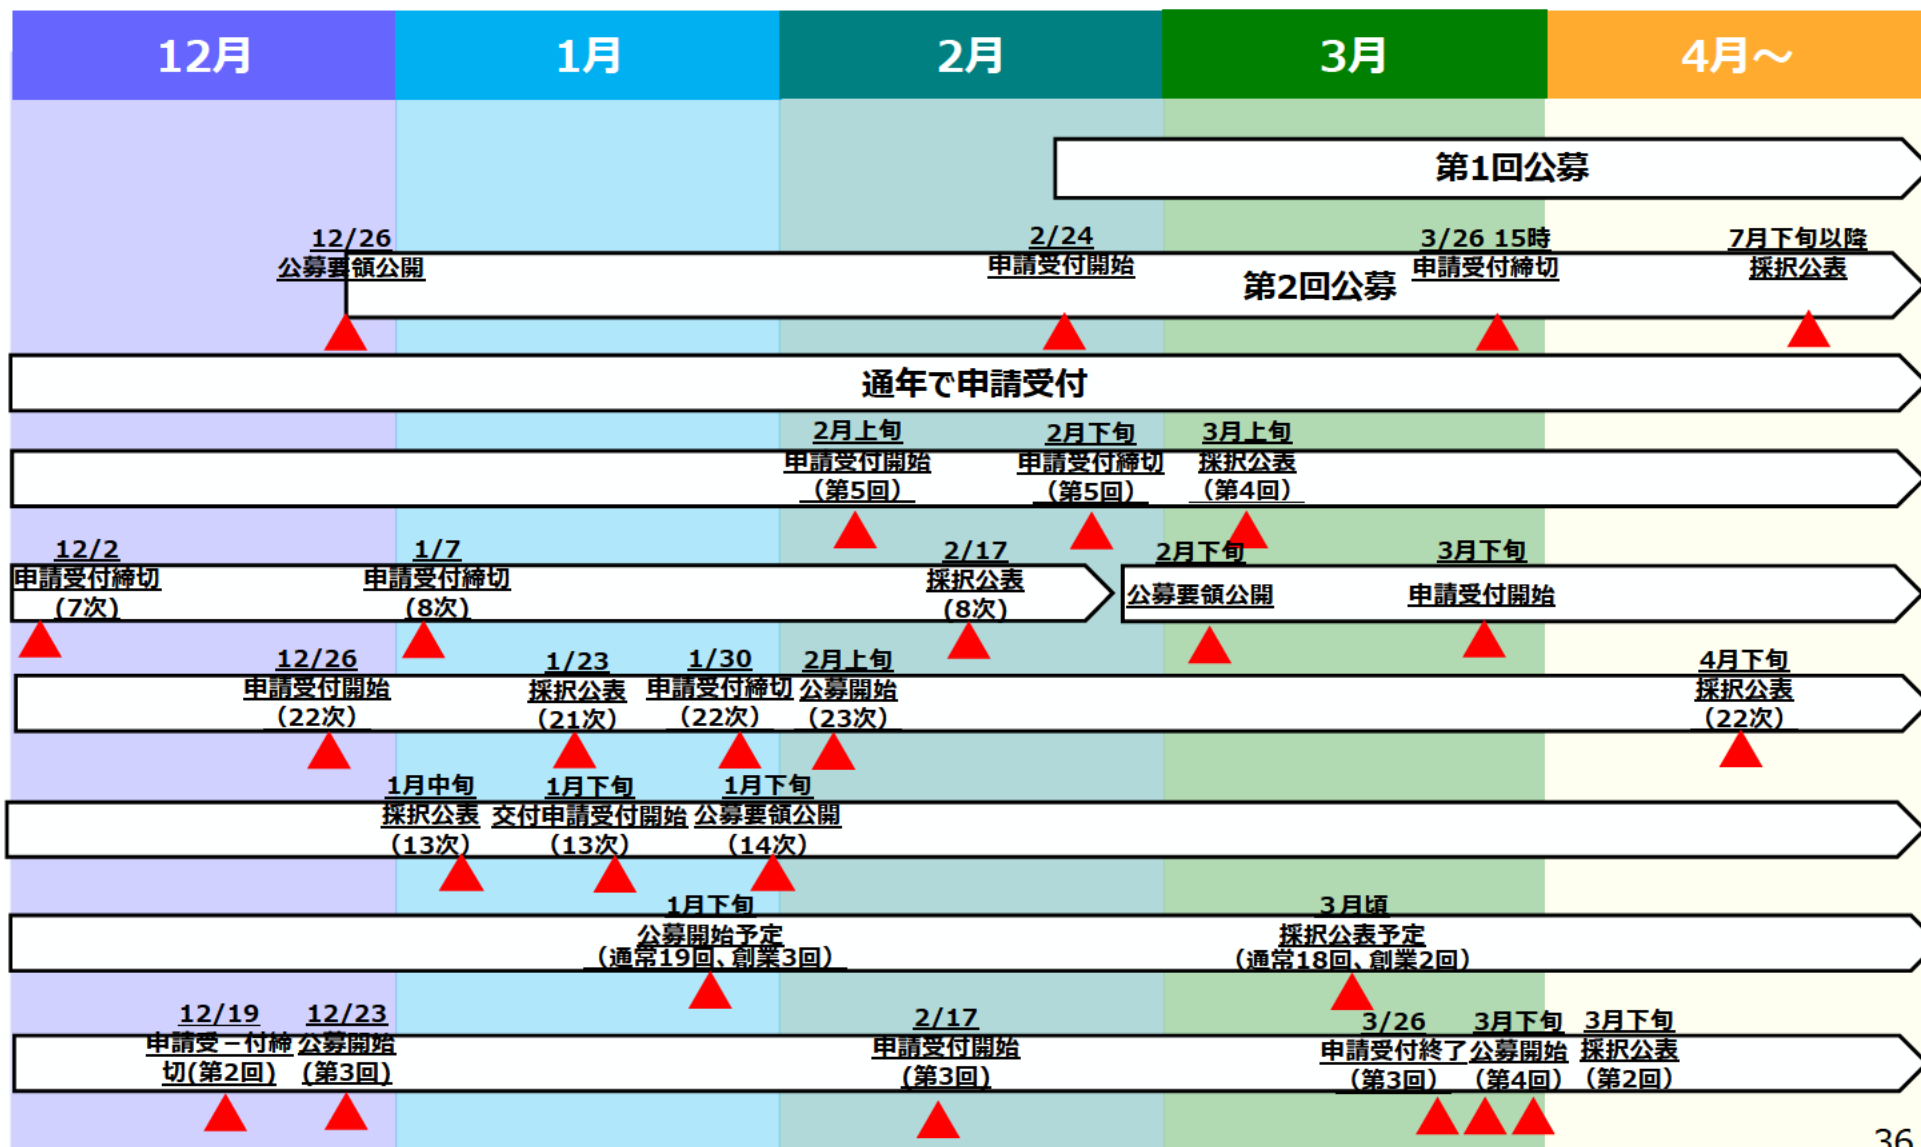 12月
1月
2月
3月
4月～
第1回公募
12/26
公募要領公開
2/24
申請受付開始
3/26 15時
申請受付締切
7月下旬以降
採択公表
第2回公募
通年で申請受付
2月上旬
申請受付開始
（第5回）
2月下旬
申請受付締切
（第5回）
3月上旬
採択公表
（第4回）
12/2
申請受付締切
(7次)
1/7
申請受付締切
(8次)
2/17
採択公表
(8次)
2月下旬
公募要領公開
3月下旬
申請受付開始
12/26
申請受付開始
（22次）
1/23
採択公表
（21次）
1/30
申請受付締切
（22次）
2月上旬
公募開始
（23次）
4月下旬
採択公表
（22次）
1月中旬
採択公表
（13次）
1月下旬
交付申請受付開始
（13次）
1月下旬
公募要領公開
（14次）
1月下旬
公募開始予定
（通常19回、創業3回）
３月頃
採択公表予定
（通常18回、創業2回）
12/19
申請受－付締
切(第2回)
12/23
公募開始
(第3回)
2/17
申請受付開始
(第3回)
3/26
申請受付終了
（第3回）
3月下旬
公募開始
（第4回）
3月下旬
採択公表
（第2回）
36